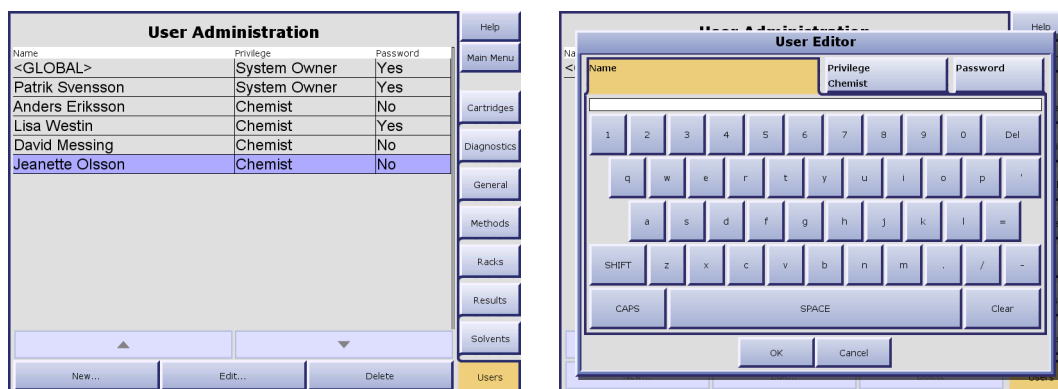 User Administration
Name Privilege Password
<GLOBAL> System Owner Yes
Patrik Svensson System Owner Yes
Anders Eriksson Chemist No
Lisa Westin Chemist Yes
David Messing Chemist No
Jeanette Olsson Chemist No
New... Edit... Delete
Help
Main Menu
Cartridges
Diagnostics
General
Methods
Racks
Results
Solvents
Users
Help
User Editor
Name Privilege Password
Chemist
1 2 3 4 5 6 7 8 9 0 Del
q w e r t y u i o p '
a s d f g h j k l =
SHIFT z x c v b n m . / -
CAPS SPACE Clear
OK Cancel